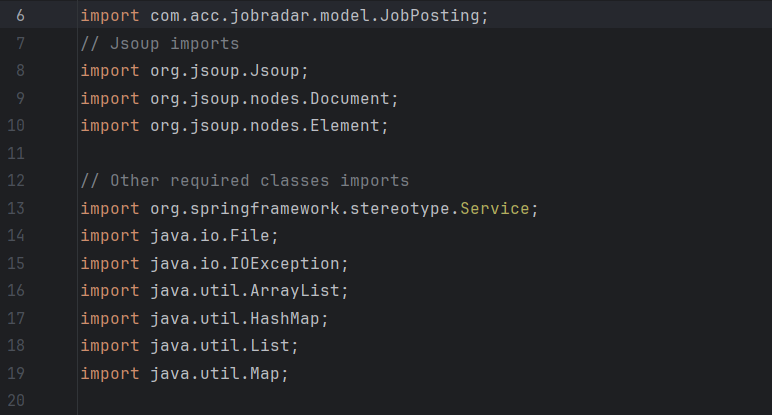 6 import com.acc.jobradar.model.JobPosting;
7 // Jsoup imports
8 import org.jsoup.Jsoup;
9 import org.jsoup.nodes.Document;
10 import org.jsoup.nodes.Element;
11
12 // Other required classes imports
13 import org.springframework.stereotype.Service;
14 import java.io.File;
15 import java.io.IOException;
16 import java.util.ArrayList;
17 import java.util.HashMap;
18 import java.util.List;
19 import java.util.Map;
20